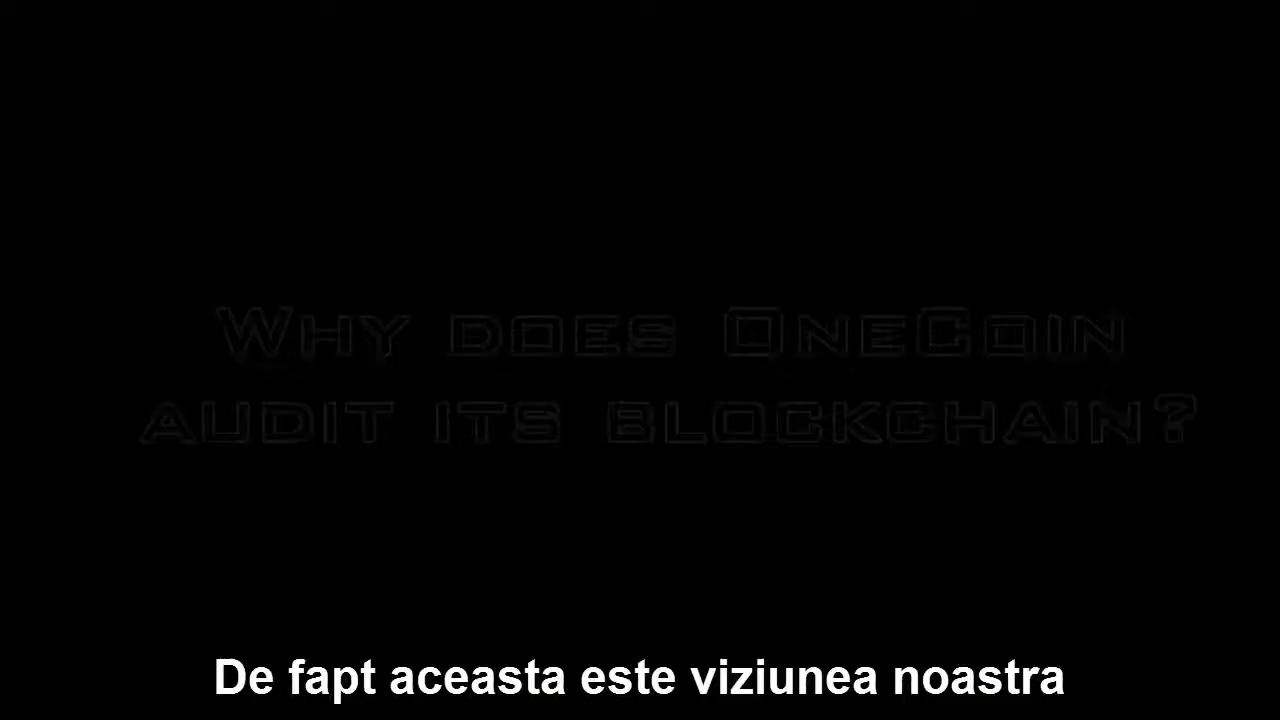 Why does OneCoin
audit its blockchain?
De fapt aceasta este viziunea noastra